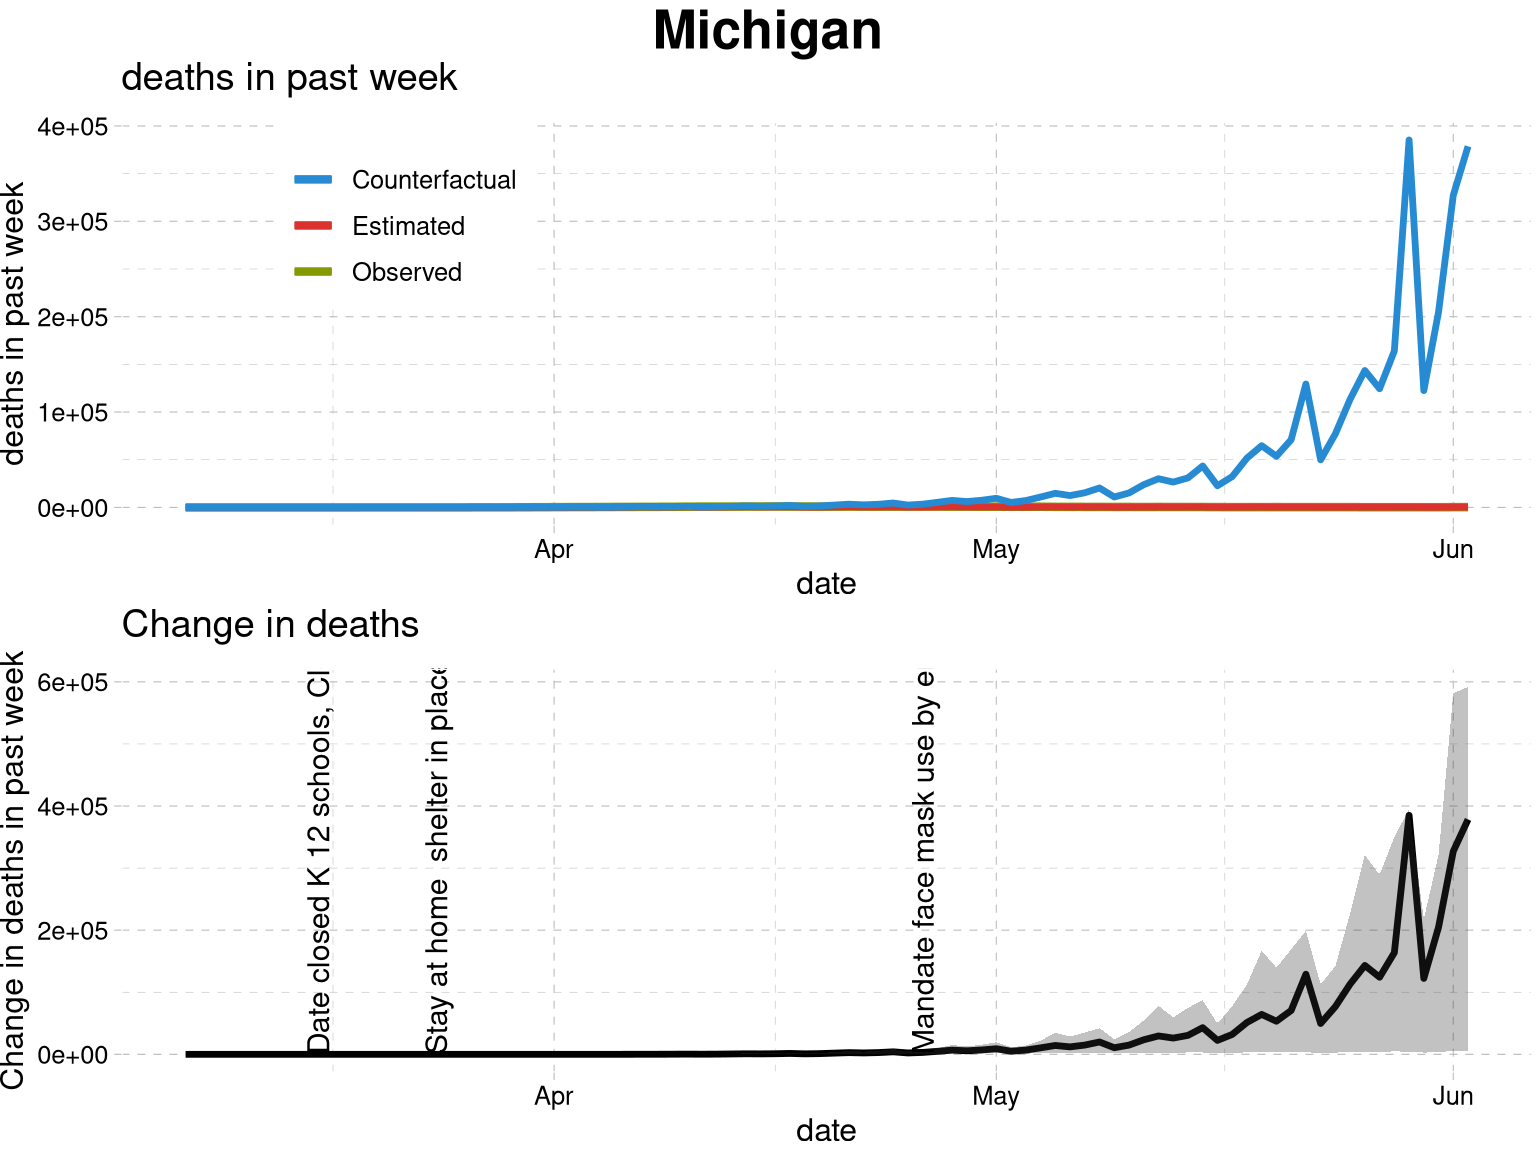 Michigan
deaths in past week
deaths in past week
4e+05
3e+05
2e+05
1e+05
0e+00
Counterfactual
Estimated
Observed
Apr
May
Jun
date
Change in deaths
Change in deaths in past week
6e+05
4e+05
2e+05
0e+00
Date closed K 12 schools, Cl
Stay at home  shelter in place
Mandate face mask use by e
Apr
May
Jun
date